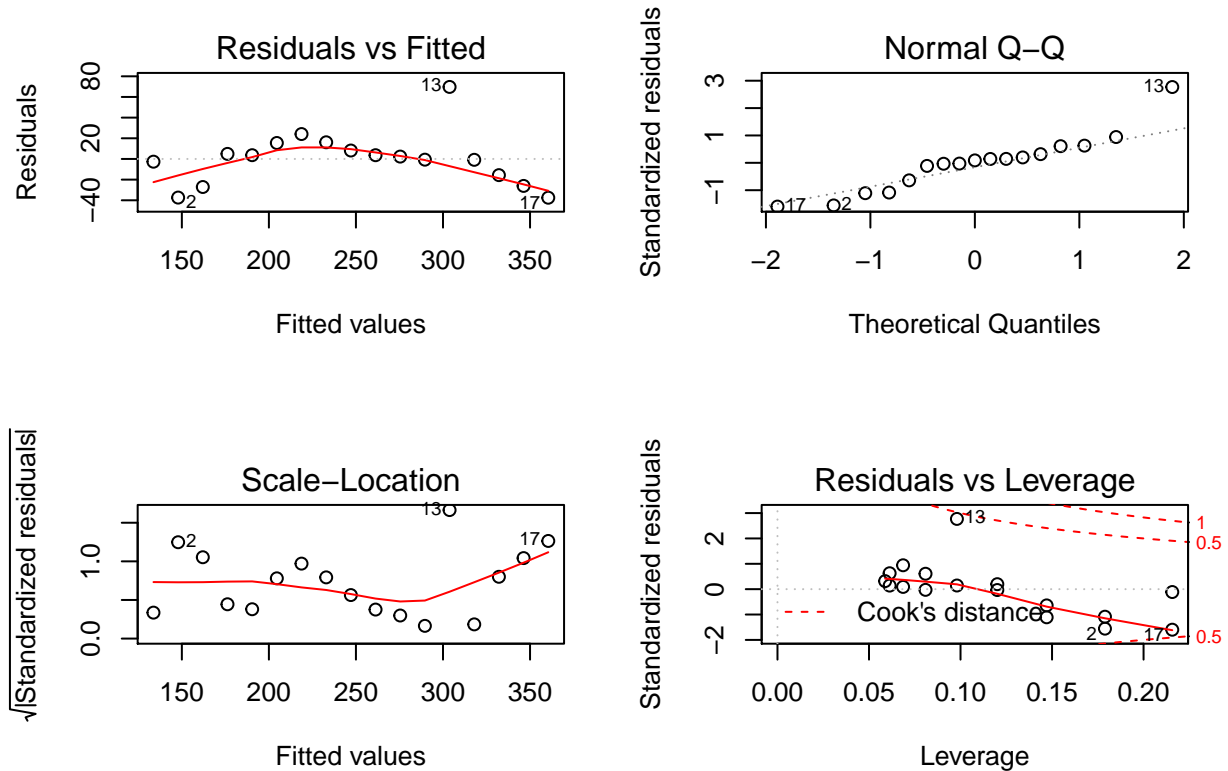 Residuals vs Fitted
Residuals
80
20
−40
13
2
17
150 200 250 300 350
Fitted values
Normal Q−Q
Standardized residuals
3
1
−1
13
17
2
−2 −1 0 1 2
Theoretical Quantiles
Scale−Location
√|Standardized residuals|
1.0
0.0
13
2
17
150 200 250 300 350
Fitted values
Residuals vs Leverage
Standardized residuals
2
0
−2
13
1
0.5
Cook's distance
2
17
0.5
0.00 0.05 0.10 0.15 0.20
Leverage